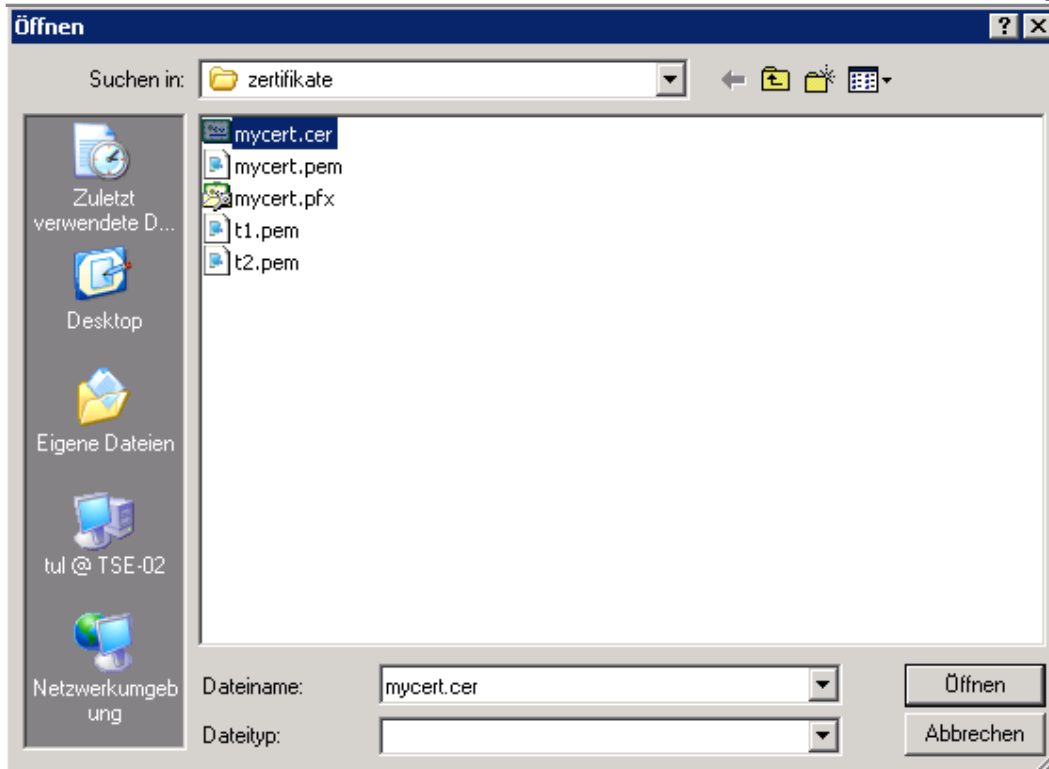 Öffnen
Suchen in:
zertifikate
Zuletzt
verwendete D...
Desktop
Eigene Dateien
tul @ TSE-02
Netzwerkumgeb
ung
mycert.cer
mycert.pem
mycert.pfx
t1.pem
t2.pem
Dateiname:
mycert.cer
Öffnen
Dateityp:
Abbrechen